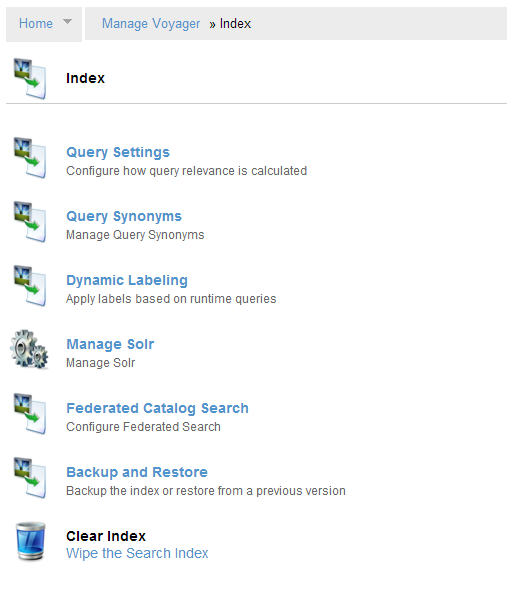 Home Manage Voyager » Index
Index
Query Settings
Configure how query relevance is calculated
Query Synonyms
Manage Query Synonyms
Dynamic Labeling
Apply labels based on runtime queries
Manage Solr
Manage Solr
Federated Catalog Search
Configure Federated Search
Backup and Restore
Backup the index or restore from a previous version
Clear Index
Wipe the Search Index